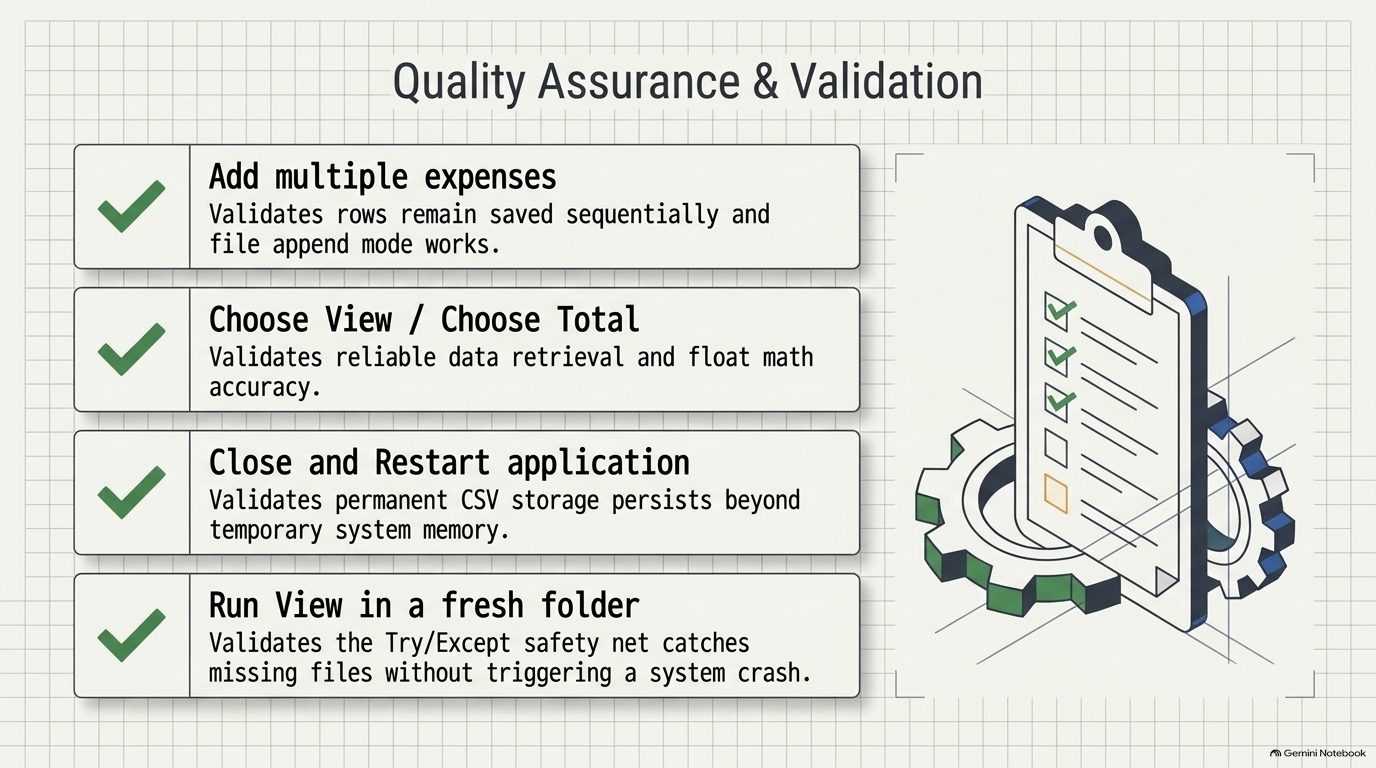 Quality Assurance & Validation
Add multiple expenses
Validates rows remain saved sequentially and
file append mode works.
Choose View / Choose Total
Validates reliable data retrieval and float math
accuracy.
Close and Restart application
Validates permanent CSV storage persists beyond
temporary system memory.
Run View in a fresh folder
Validates the Try/Except safety net catches
missing files without triggering a system crash.
Gemini Notebook